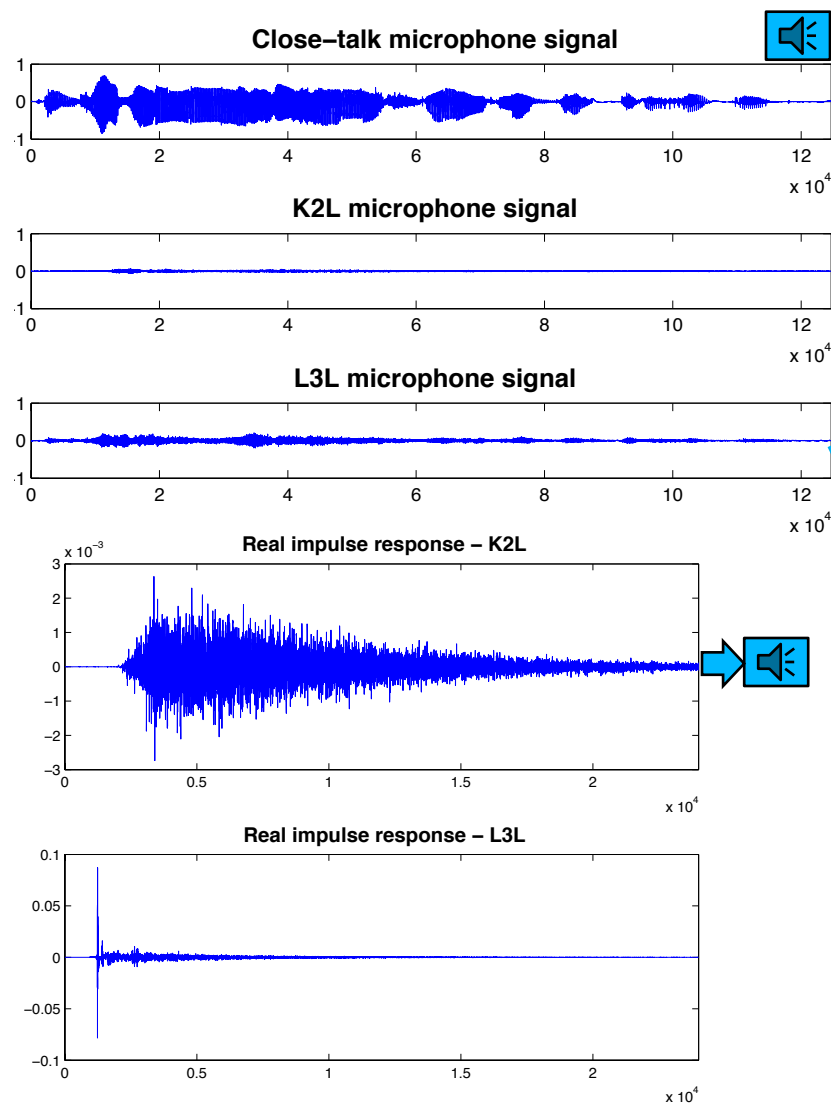 Close−talk microphone signal
1
0
-1
0 2 4 6 8 10 12
x 10^4
K2L microphone signal
1
0
-1
0 2 4 6 8 10 12
x 10^4
L3L microphone signal
1
0
-1
0 2 4 6 8 10 12
x 10^4
Real impulse response − K2L
x 10^−3
3
2
1
0
−1
−2
−3
0 0.5 1 1.5 2
x 10^4
Real impulse response − L3L
0.1
0.05
0
−0.05
−0.1
0 0.5 1 1.5 2
x 10^4